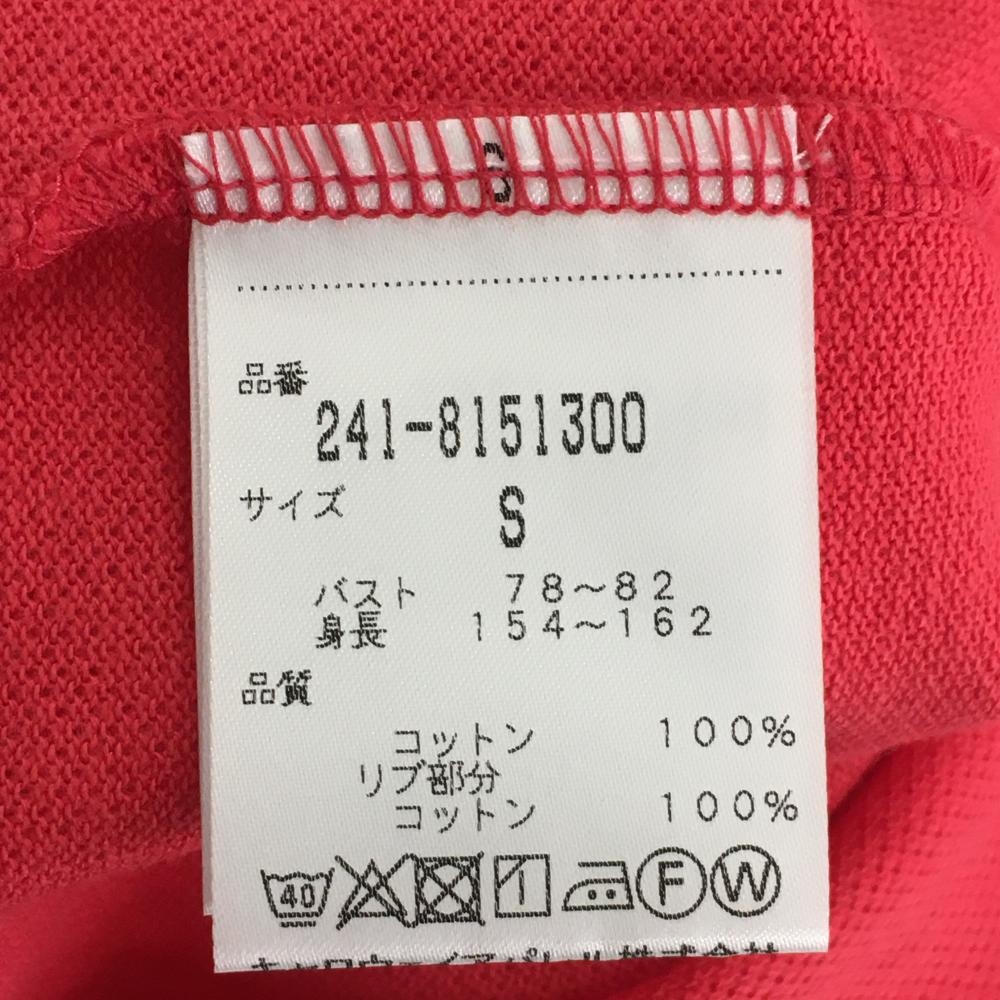 品番
241-8151300
サイズ S
バスト 78~82
身長 154~162
品質
コットン 100%
リブ部分
コットン 100%
40 F W